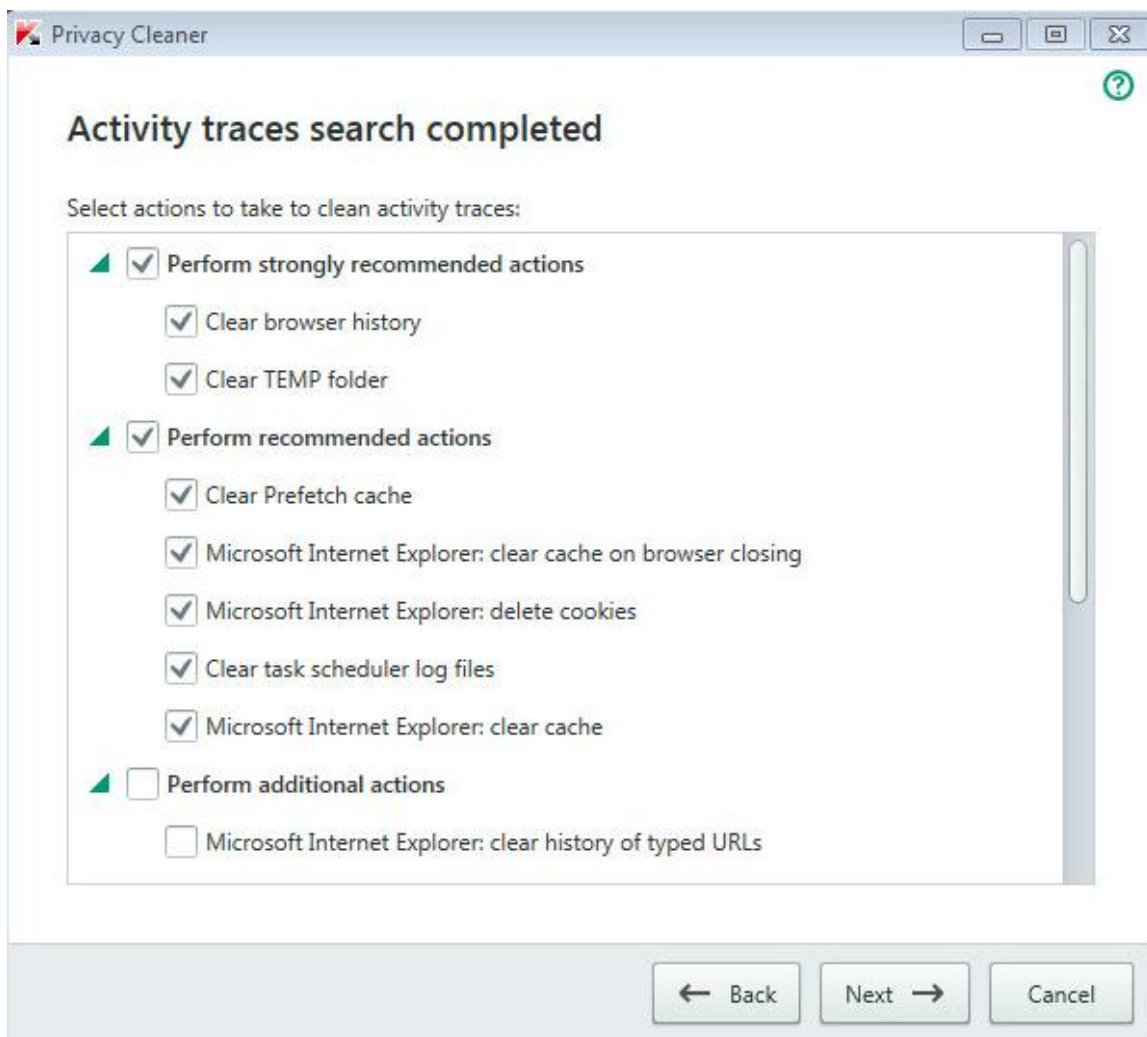 Privacy Cleaner
Activity traces search completed
Select actions to take to clean activity traces:
Perform strongly recommended actions
Clear browser history
Clear TEMP folder
Perform recommended actions
Clear Prefetch cache
Microsoft Internet Explorer: clear cache on browser closing
Microsoft Internet Explorer: delete cookies
Clear task scheduler log files
Microsoft Internet Explorer: clear cache
Perform additional actions
Microsoft Internet Explorer: clear history of typed URLs
Back Next Cancel